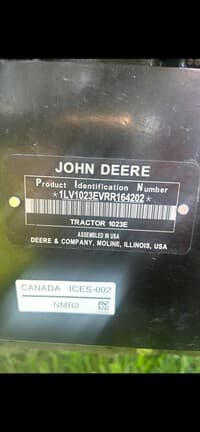 JOHN DEERE
Product Identification Number
*1LV1023EVRR164202*
TRACTOR 1023E
ASSEMBLED IN USA
DEERE & COMPANY, MOLINE, ILLINOIS, USA
CANADA ICES-002
NMB2